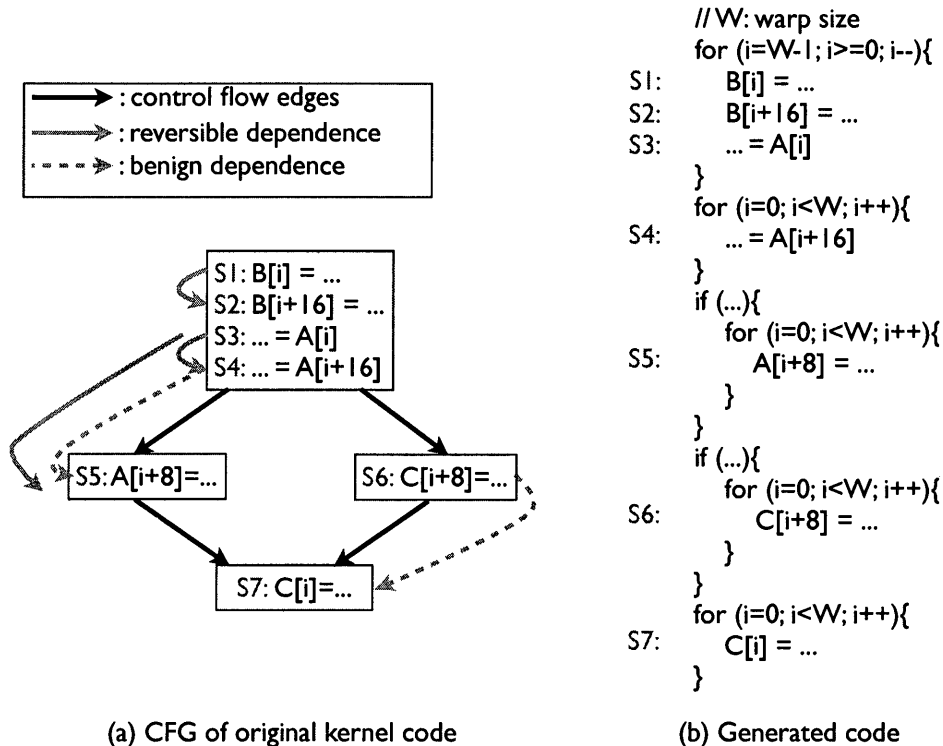 : control flow edges
: reversible dependence
: benign dependence
S1: B[i] = ...
S2: B[i+16] = ...
S3: ... = A[i]
S4: ... = A[i+16]
S5: A[i+8]=...
S6: C[i+8]=...
S7: C[i]=...
(a) CFG of original kernel code
// W: warp size
for (i=W-1; i>=0; i--){
S1: B[i] = ...
S2: B[i+16] = ...
S3: ... = A[i]
}
for (i=0; i<W; i++){
S4: ... = A[i+16]
}
if (...){
for (i=0; i<W; i++){
S5: A[i+8] = ...
}
}
if (...){
for (i=0; i<W; i++){
S6: C[i+8] = ...
}
}
for (i=0; i<W; i++){
S7: C[i] = ...
}
(b) Generated code